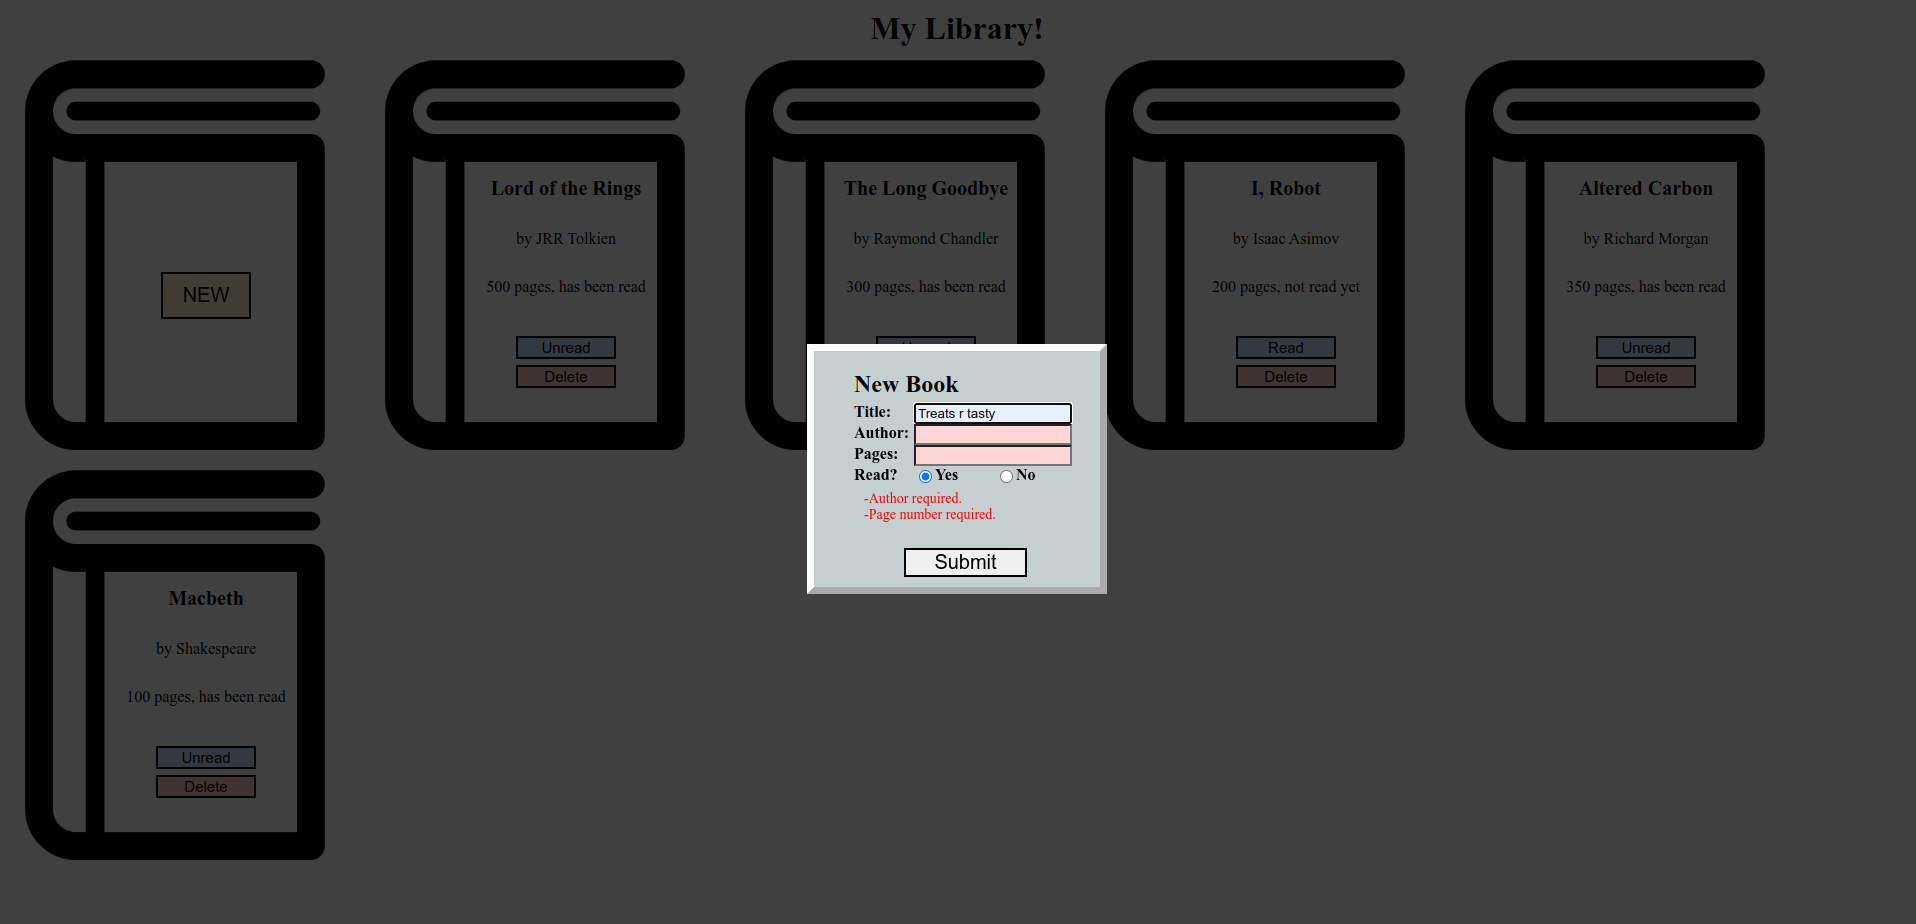 My Library!
NEW
Lord of the Rings
by JRR Tolkien
500 pages, has been read
Unread
Delete
The Long Goodbye
by Raymond Chandler
300 pages, has been read
I, Robot
by Isaac Asimov
200 pages, not read yet
Read
Delete
Altered Carbon
by Richard Morgan
350 pages, has been read
Unread
Delete
Macbeth
by Shakespeare
100 pages, has been read
Unread
Delete
New Book
Title: Treats r tasty
Author:
Pages:
Read? Yes No
-Author required.
-Page number required.
Submit